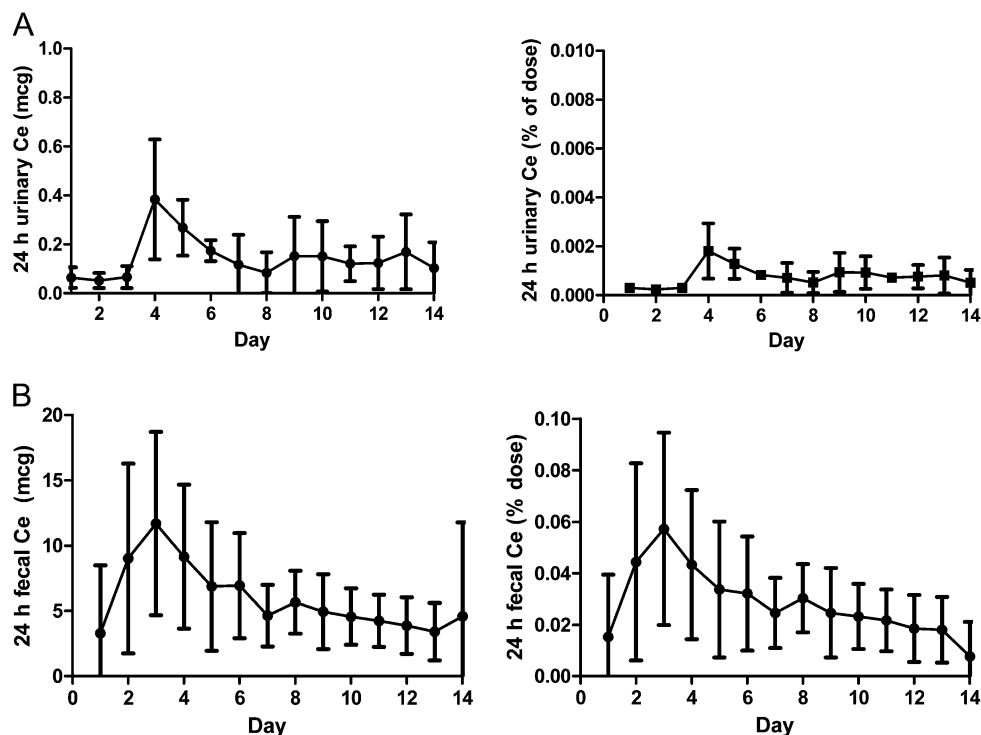 A
24 h urinary Ce (mcg)
1.0
0.8
0.6
0.4
0.2
0.0
2 4 6 8 10 12 14
Day
24 h urinary Ce (% of dose)
0.010
0.008
0.006
0.004
0.002
0.000
0 2 4 6 8 10 12 14
Day
B
24 h fecal Ce (mcg)
20
15
10
5
0
0 2 4 6 8 10 12 14
Day
24 h fecal Ce (% dose)
0.10
0.08
0.06
0.04
0.02
0.00
0 2 4 6 8 10 12 14
Day